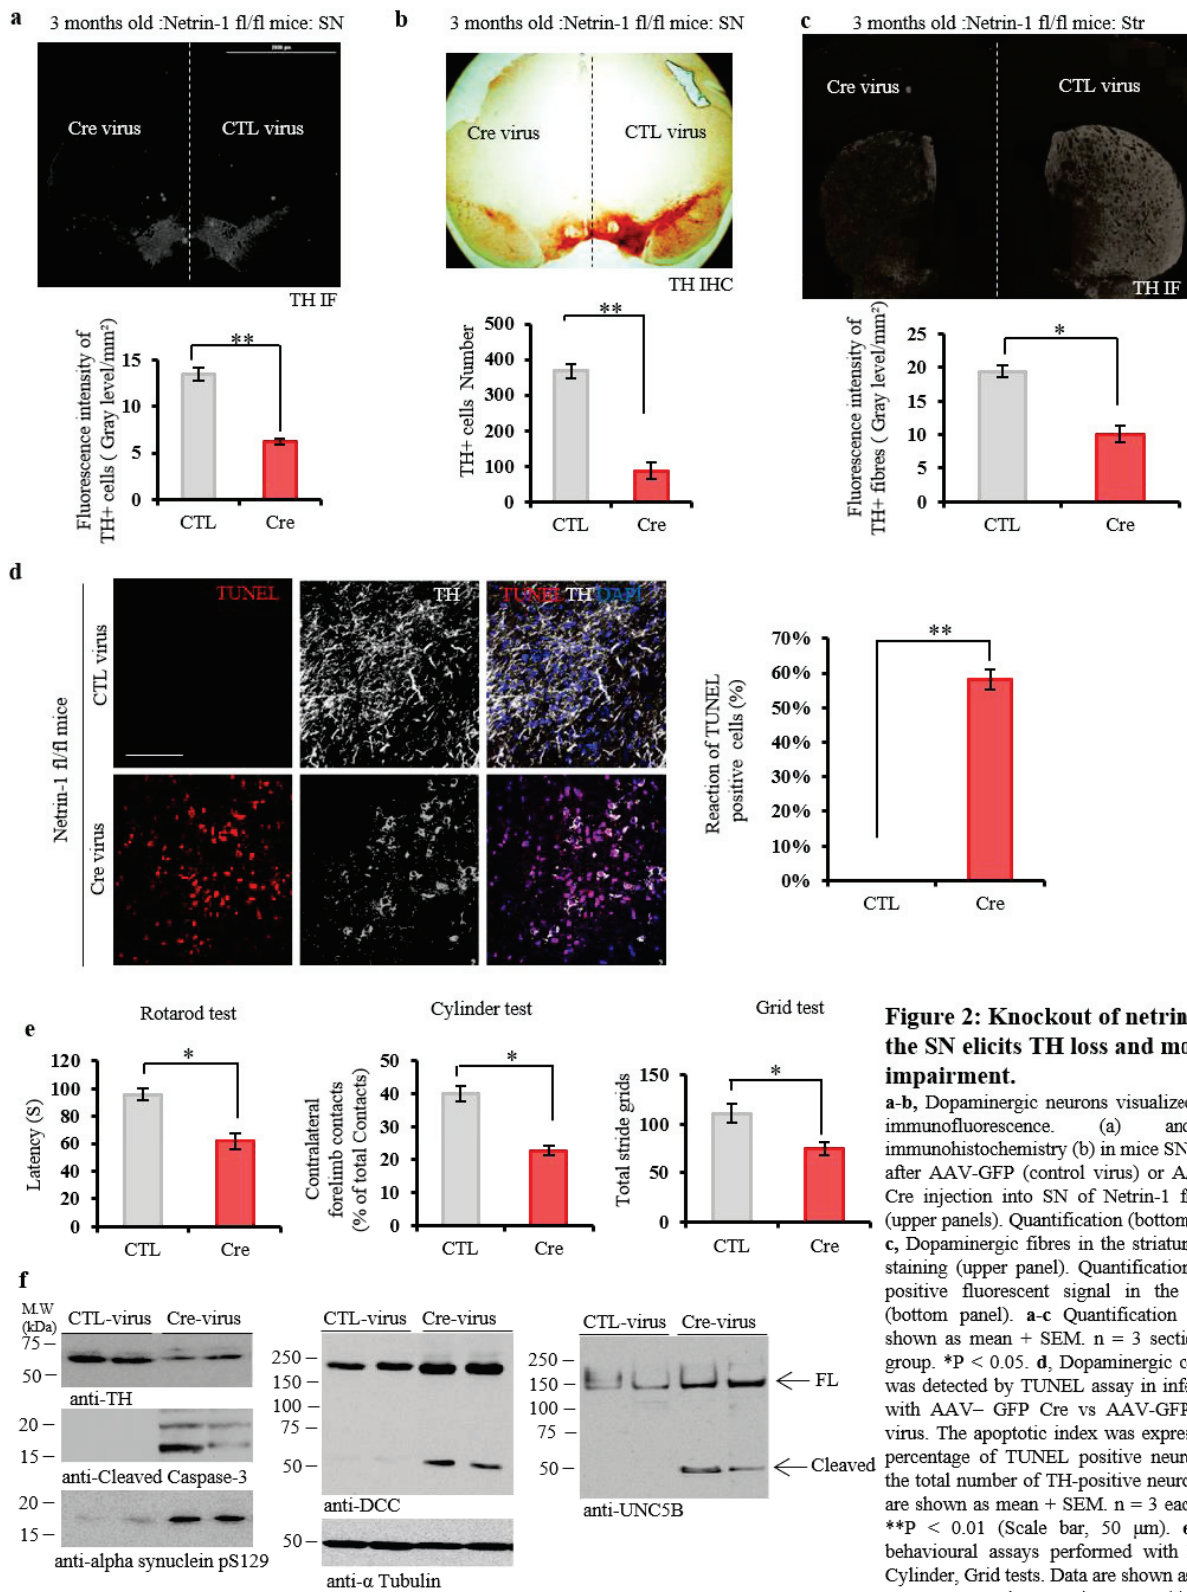 a
3 months old :Netrin-1 fl/fl mice: SN
Cre virus
CTL virus
TH IF
Fluorescence intensity of
TH+ cells ( Gray level/mm²)
15
10
5
0
**
CTL
Cre
b
3 months old :Netrin-1 fl/fl mice: SN
Cre virus
CTL virus
TH IHC
TH+ cells Number
500
400
300
200
100
0
**
CTL
Cre
c
3 months old :Netrin-1 fl/fl mice: Str
Cre virus
CTL virus
TH IF
Fluorescence intensity of
TH+ fibres ( Gray level/mm²)
25
20
15
10
5
0
*
CTL
Cre
d
Netrin-1 fl/fl mice
CTL virus
Cre virus
TUNEL
TH
TUNEL TH DAPI
Reaction of TUNEL
positive cells (%)
70%
60%
50%
40%
30%
20%
10%
0%
**
CTL
Cre
e
Rotarod test
Latency (S)
120
100
80
60
40
20
0
*
CTL
Cre
Cylinder test
Contralateral
forelimb contacts
(% of total Contacts)
50
40
30
20
10
0
*
CTL
Cre
Grid test
Total stride grids
150
100
50
0
*
CTL
Cre
f
M.W
(kDa)
CTL-virus Cre-virus
75
50
anti-TH
20
15
anti-Cleaved Caspase-3
20
15
anti-alpha synuclein pS129
CTL-virus Cre-virus
250
150
100
75
50
anti-DCC
50
anti-α Tubulin
CTL-virus Cre-virus
250
150
100
75
50
FL
Cleaved
anti-UNC5B
Figure 2: Knockout of netrin
the SN elicits TH loss and mo
impairment.
a-b, Dopaminergic neurons visualized
immunofluorescence. (a) and
immunohistochemistry (b) in mice SN
after AAV-GFP (control virus) or A
Cre injection into SN of Netrin-1 f
(upper panels). Quantification (bottom
c, Dopaminergic fibres in the striatum
staining (upper panel). Quantification
positive fluorescent signal in the
(bottom panel). a-c Quantification
shown as mean + SEM. n = 3 sectio
group. *P < 0.05. d, Dopaminergic c
was detected by TUNEL assay in infe
with AAV– GFP Cre vs AAV-GFP
virus. The apoptotic index was expre
percentage of TUNEL positive neur
the total number of TH-positive neuro
are shown as mean + SEM. n = 3 eac
**P < 0.01 (Scale bar, 50 µm). e
behavioural assays performed with
Cylinder, Grid tests. Data are shown as